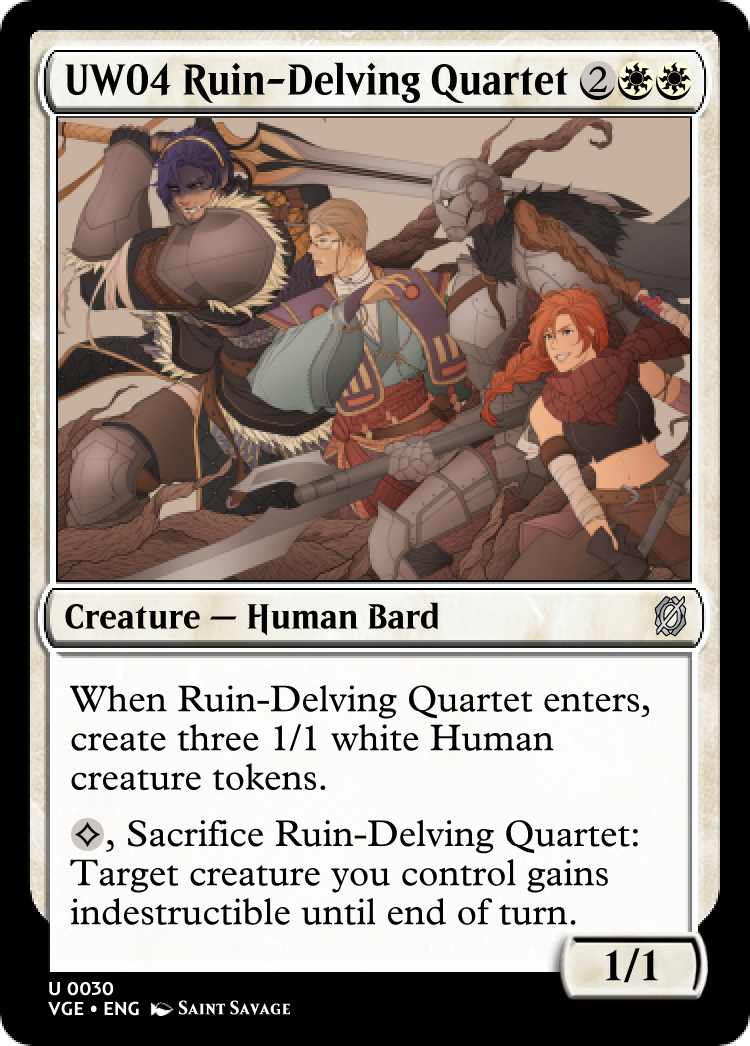 UW04 Ruin-Delving Quartet 2
Creature — Human Bard
When Ruin-Delving Quartet enters,
create three 1/1 white Human
creature tokens.
, Sacrifice Ruin-Delving Quartet:
Target creature you control gains
indestructible until end of turn.
1/1
U 0030
VGE • ENG SAINT SAVAGE